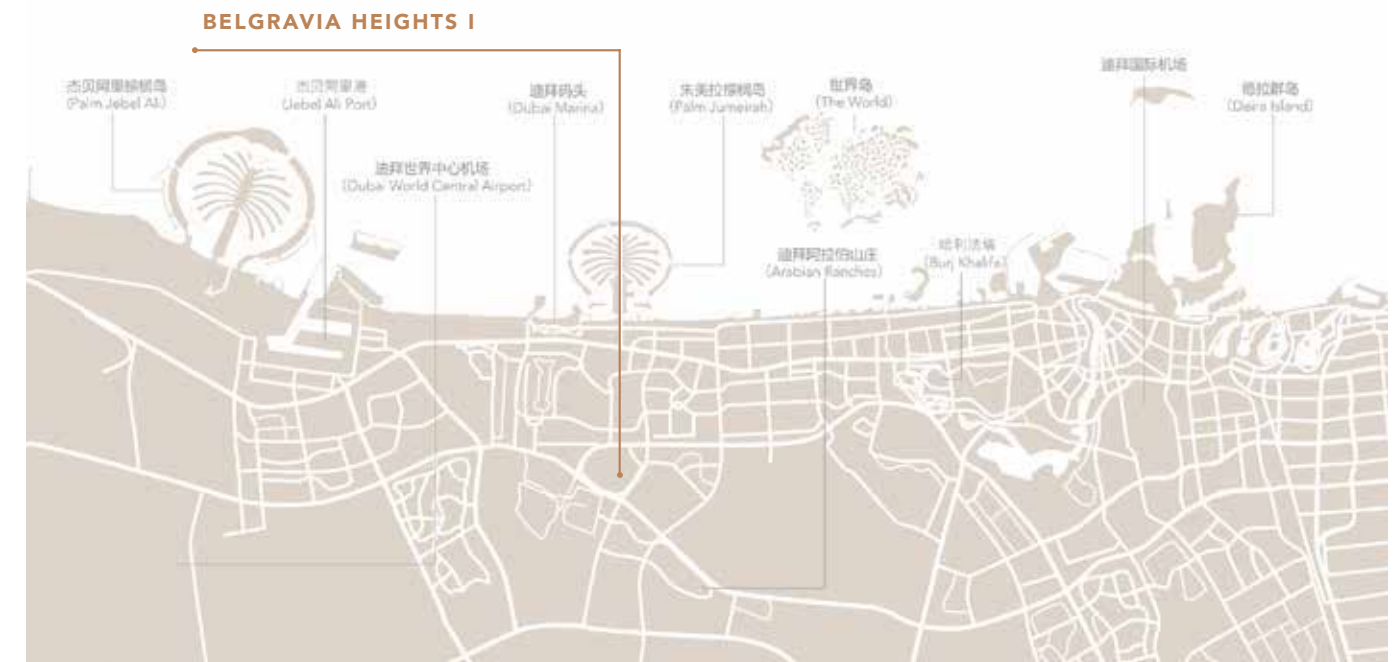 BELGRAVIA HEIGHTS I
杰贝阿里棕榈岛
(Palm Jebel Ali)
杰贝阿里港
(Jebel Ali Port)
迪拜码头
(Dubai Marina)
朱美拉棕榈岛
(Palm Jumeirah)
世界岛
(The World)
迪拜国际机场
德拉群岛
(Deira Island)
迪拜世界中心机场
(Dubai World Central Airport)
迪拜阿拉伯山庄
(Arabian Ranches)
哈利法塔
(Burj Khalifa)